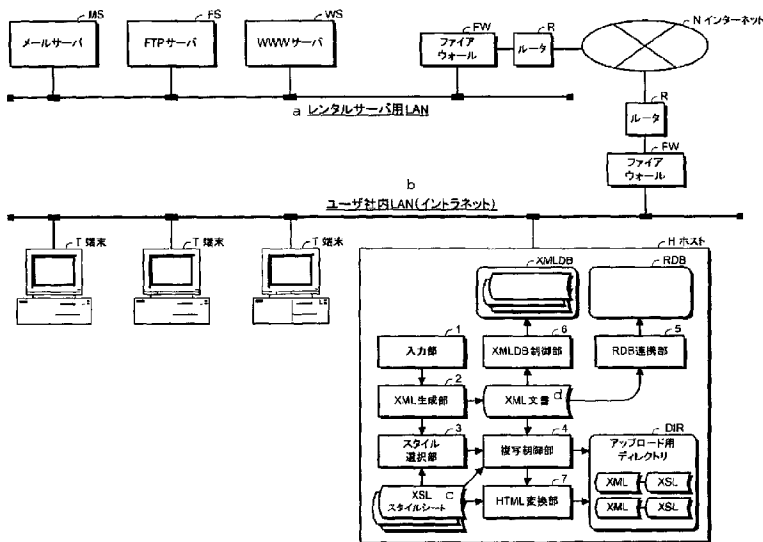 MS
メールサーバ
FS
FTPサーバ
WS
WWWサーバ
FW
ファイア
ウォール
R
ルータ
N インターネット
a レンタルサーバ用LAN
R
ルータ
FW
ファイア
ウォール
b
ユーザ社内LAN(イントラネット)
T 端末
T 端末
T 端末
H ホスト
XMLDB
RDB
1
入力部
6
XMLDB制御部
5
RDB連携部
2
XML生成部
XML文書 d
3
スタイル
選択部
4
複写制御部
DIR
アップロード用
ディレクトリ
XML
XSL
XML
XSL
XSL c
スタイルシート
7
HTML変換部